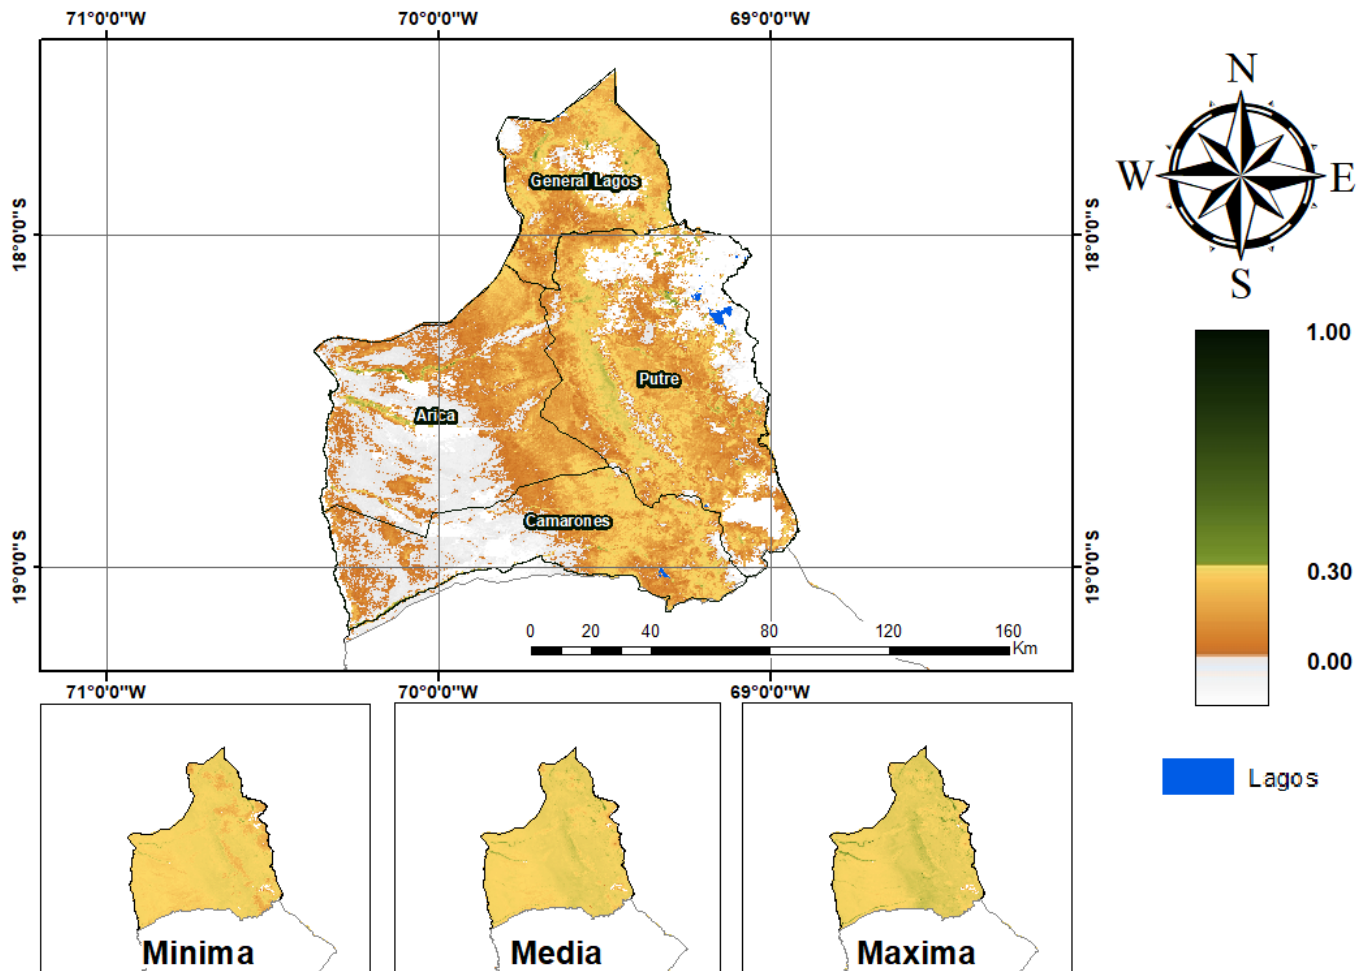 71°0'0"W 70°0'0"W 69°0'0"W
N
W E
S
18°0'0"S 18°0'0"S
19°0'0"S 19°0'0"S
General Lagos
Putre
Arica
Camarones
0 20 40 80 120 160
Km
71°0'0"W 70°0'0"W 69°0'0"W
1.00
0.30
0.00
Lagos
Minima
Media
Maxima